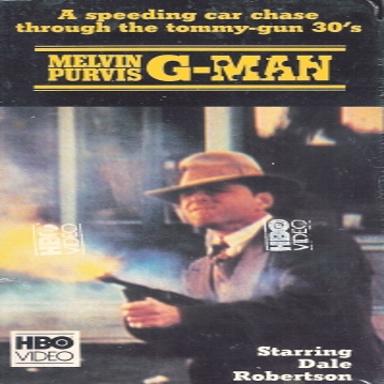 A speeding car chase
through the tommy-gun 30's
MELVIN PURVIS G-MAN
HBO VIDEO
HBO VIDEO
HBO VIDEO
Starring
Dale
Robertson